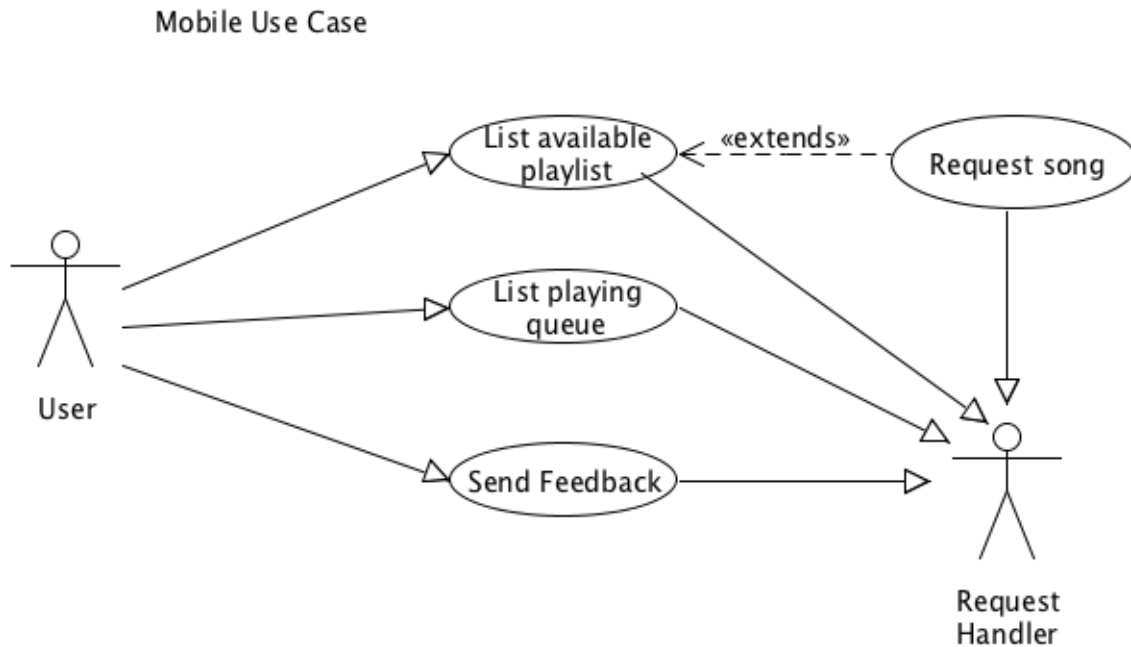 Mobile Use Case
List available
playlist
«extends»
Request song
List playing
queue
User
Send Feedback
Request
Handler